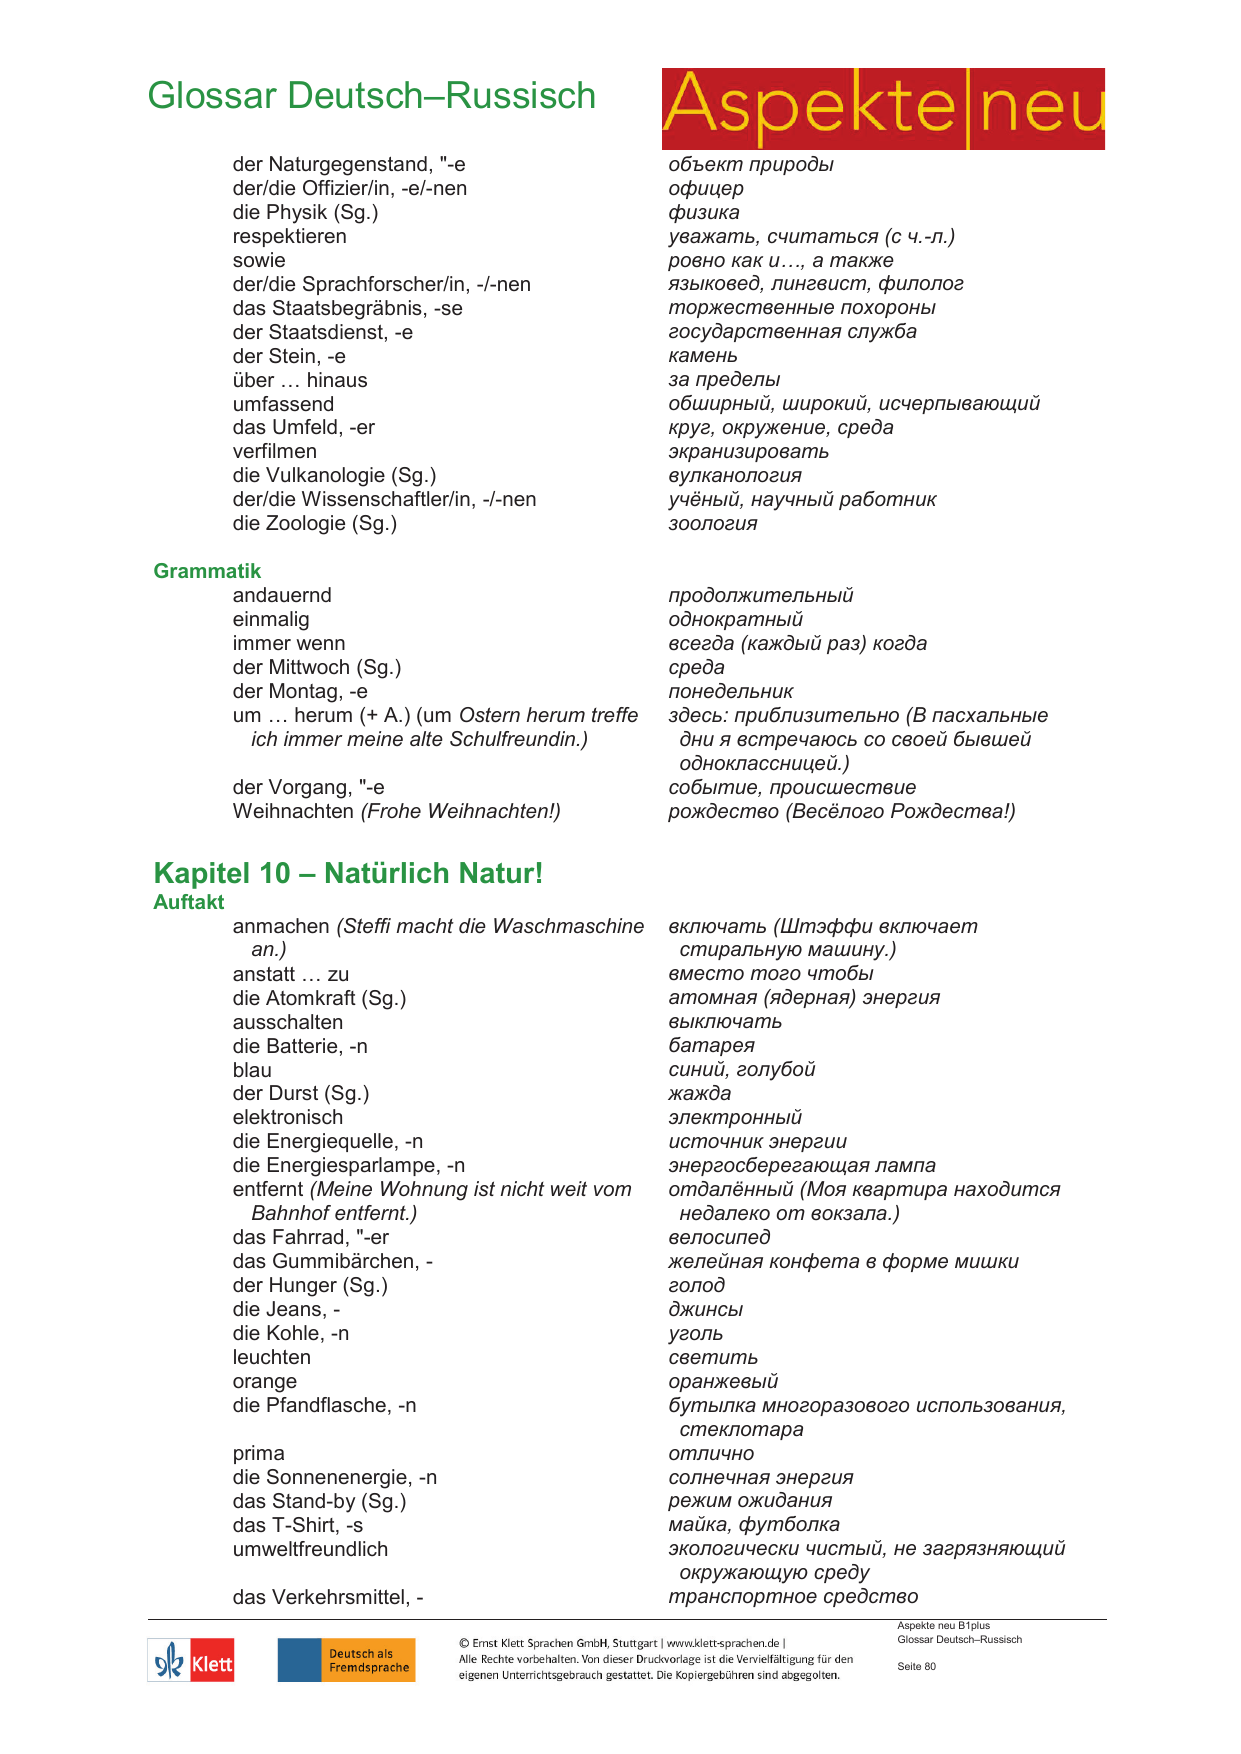 Glossar Deutsch–Russisch
Aspekte|neu
der Naturgegenstand, "-e объект природы
der/die Offizier/in, -e/-nen офицер
die Physik (Sg.) физика
respektieren уважать, считаться (с ч.-л.)
sowie ровно как и…, а также
der/die Sprachforscher/in, -/-nen языковед, лингвист, филолог
das Staatsbegräbnis, -se торжественные похороны
der Staatsdienst, -e государственная служба
der Stein, -e камень
über … hinaus за пределы
umfassend обширный, широкий, исчерпывающий
das Umfeld, -er круг, окружение, среда
verfilmen экранизировать
die Vulkanologie (Sg.) вулканология
der/die Wissenschaftler/in, -/-nen учёный, научный работник
die Zoologie (Sg.) зоология
Grammatik
andauernd продолжительный
einmalig однократный
immer wenn всегда (каждый раз) когда
der Mittwoch (Sg.) среда
der Montag, -e понедельник
um … herum (+ A.) (um Ostern herum treffe здесь: приблизительно (В пасхальные
ich immer meine alte Schulfreundin.) дни я встречаюсь со своей бывшей
одноклассницей.)
der Vorgang, "-e событие, происшествие
Weihnachten (Frohe Weihnachten!) рождество (Весёлого Рождества!)
Kapitel 10 – Natürlich Natur!
Auftakt
anmachen (Steffi macht die Waschmaschine включать (Штэффи включает
an.) стиральную машину.)
anstatt … zu вместо того чтобы
die Atomkraft (Sg.) атомная (ядерная) энергия
ausschalten выключать
die Batterie, -n батарея
blau синий, голубой
der Durst (Sg.) жажда
elektronisch электронный
die Energiequelle, -n источник энергии
die Energiesparlampe, -n энергосберегающая лампа
entfernt (Meine Wohnung ist nicht weit vom отдалённый (Моя квартира находится
Bahnhof entfernt.) недалеко от вокзала.)
das Fahrrad, "-er велосипед
das Gummibärchen, - желейная конфета в форме мишки
der Hunger (Sg.) голод
die Jeans, - джинсы
die Kohle, -n уголь
leuchten светить
orange оранжевый
die Pfandflasche, -n бутылка многоразового использования,
стеклотара
prima отлично
die Sonnenenergie, -n солнечная энергия
das Stand-by (Sg.) режим ожидания
das T-Shirt, -s майка, футболка
umweltfreundlich экологически чистый, не загрязняющий
окружающую среду
das Verkehrsmittel, - транспортное средство
Klett
Deutsch als
Fremdsprache
© Ernst Klett Sprachen GmbH, Stuttgart | www.klett-sprachen.de |
Alle Rechte vorbehalten. Von dieser Druckvorlage ist die Vervielfältigung für den
eigenen Unterrichtsgebrauch gestattet. Die Kopiergebühren sind abgegolten.
Aspekte neu B1plus
Glossar Deutsch–Russisch
Seite 80